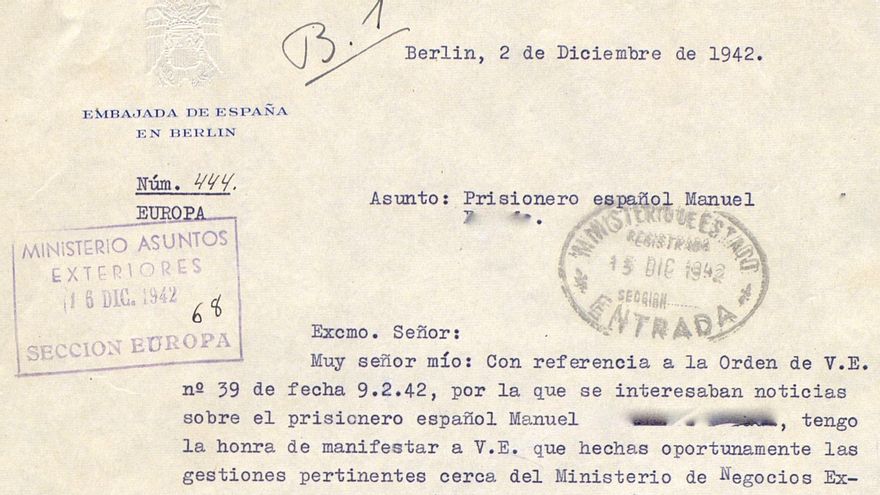 B. 1
Berlin, 2 de Diciembre de 1942.
EMBAJADA DE ESPAÑA
EN BERLIN
Núm. 444.
EUROPA
Asunto: Prisionero español Manuel
MINISTERIO ASUNTOS
EXTERIORES
16 DIC. 1942
68
SECCION EUROPA
MINISTERIO DE ESTADO
REGISTRADA
15 DIC 1942
SECCION
ENTRADA
Excmo. Señor:
Muy señor mío: Con referencia a la Orden de V.E.
nº 39 de fecha 9.2.42, por la que se interesaban noticias
sobre el prisionero español Manuel , tengo
la honra de manifestar a V.E. que hechas oportunamente las
gestiones pertinentes cerca del Ministerio de Negocios Ex-